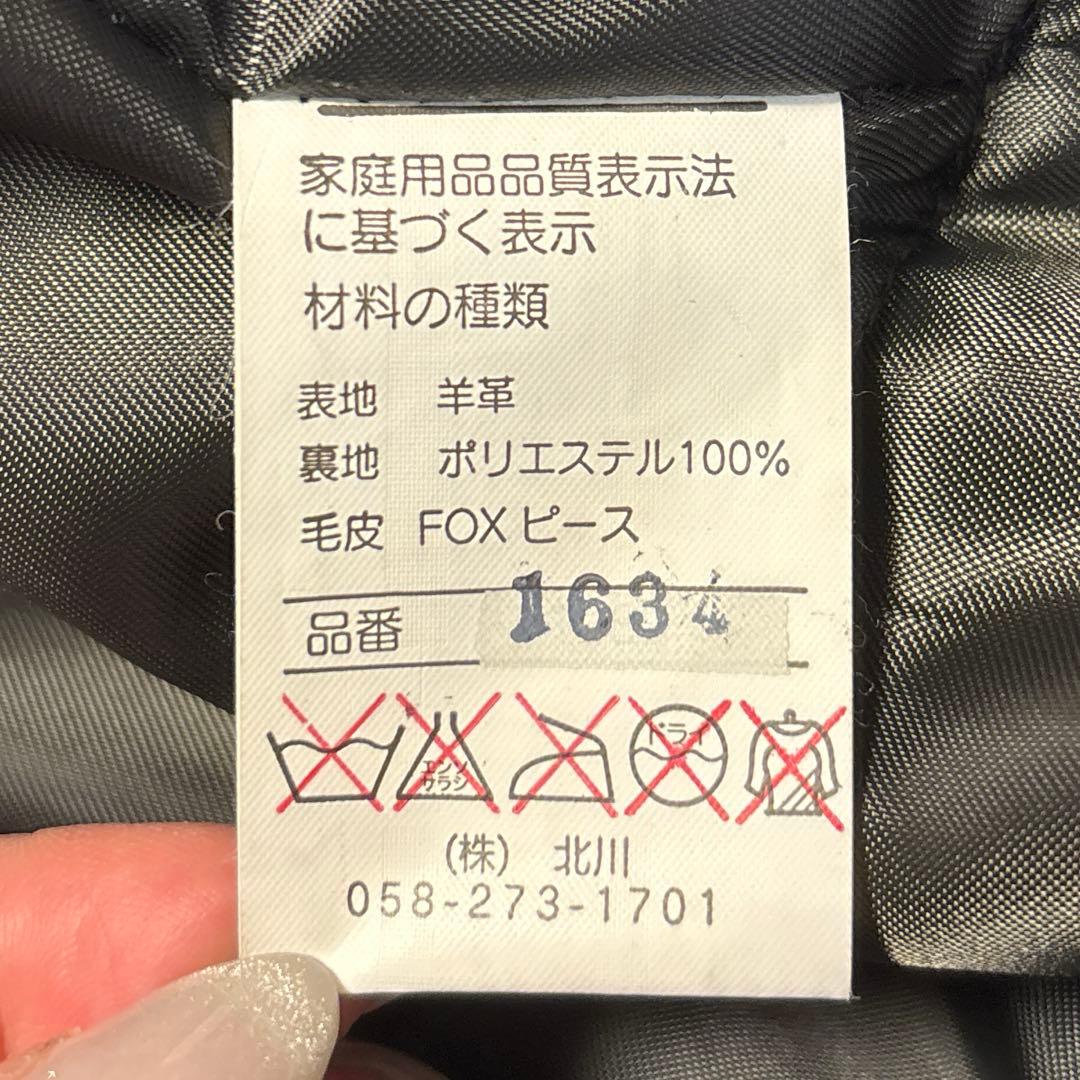 家庭用品品質表示法
に基づく表示
材料の種類
表地 羊革
裏地 ポリエステル100%
毛皮 FOXピース
品番 1634
エンソ
サラシ
ドライ
(株) 北川
058-273-1701